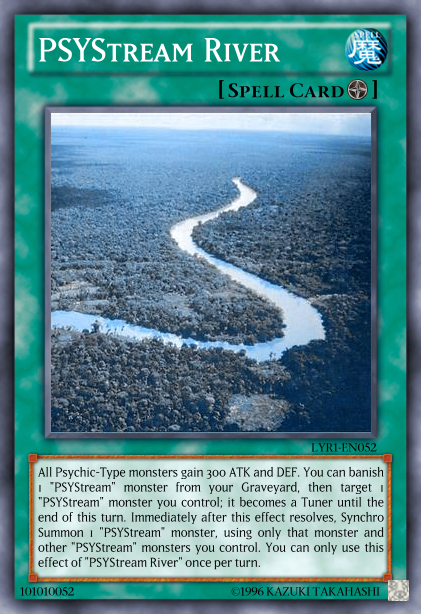 PSYStream River
SPELL
魔
[Spell Card]
LYR1-EN052
All Psychic-Type monsters gain 300 ATK and DEF. You can banish
1 "PSYStream" monster from your Graveyard, then target 1
"PSYStream" monster you control; it becomes a Tuner until the
end of this turn. Immediately after this effect resolves, Synchro
Summon 1 "PSYStream" monster, using only that monster and
other "PSYStream" monsters you control. You can only use this
effect of "PSYStream River" once per turn.
101010052
©1996 KAZUKI TAKAHASHI